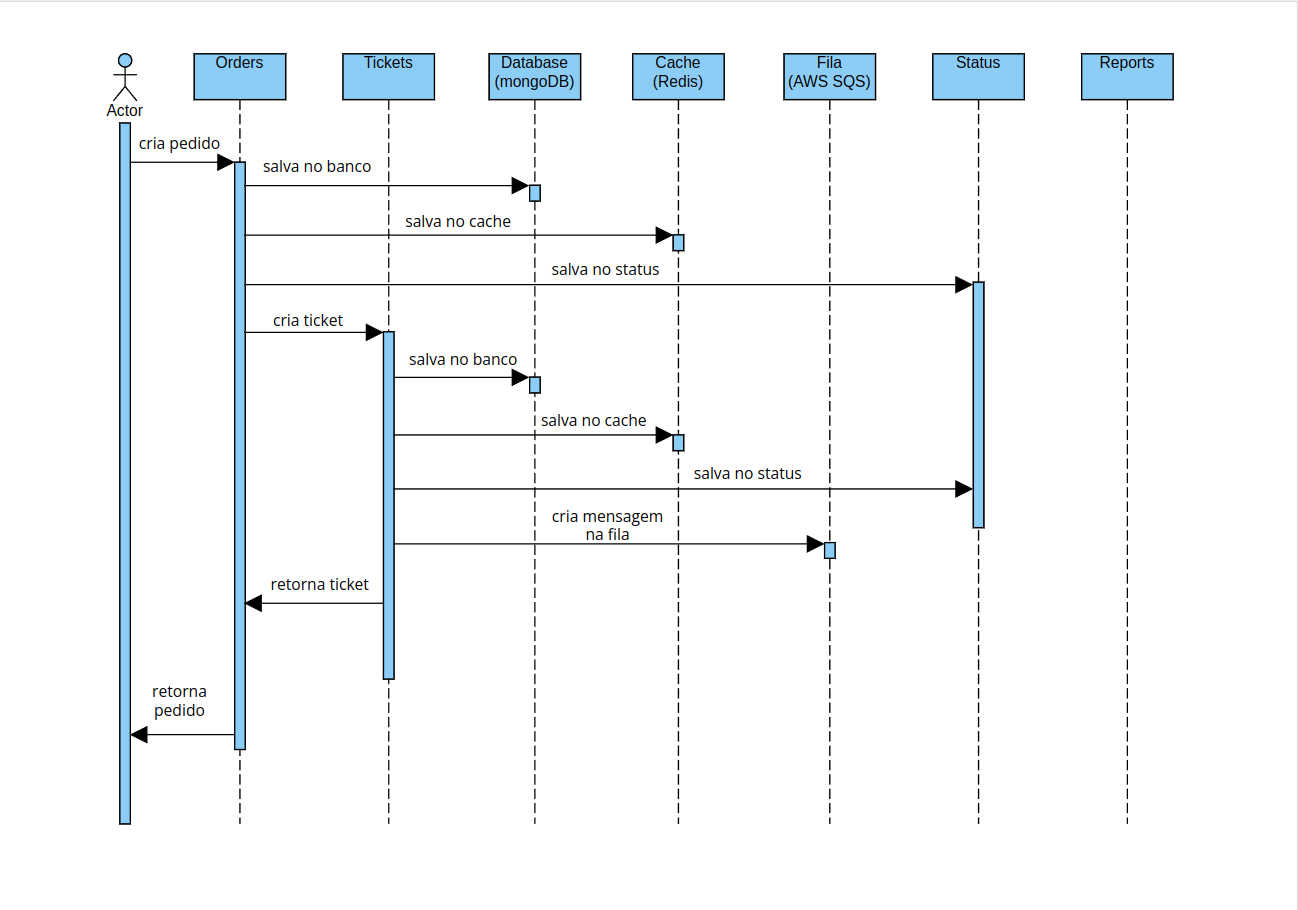 Actor
Orders
Tickets
Database
(mongoDB)
Cache
(Redis)
Fila
(AWS SQS)
Status
Reports
cria pedido
salva no banco
salva no cache
salva no status
cria ticket
salva no banco
salva no cache
salva no status
cria mensagem
na fila
retorna ticket
retorna
pedido